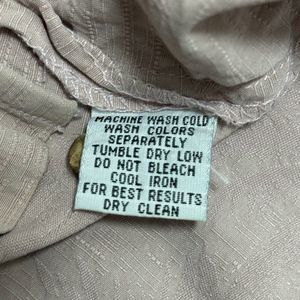 MACHINE WASH COLD
WASH COLORS
SEPARATELY
TUMBLE DRY LOW
DO NOT BLEACH
COOL IRON
FOR BEST RESULTS
DRY CLEAN